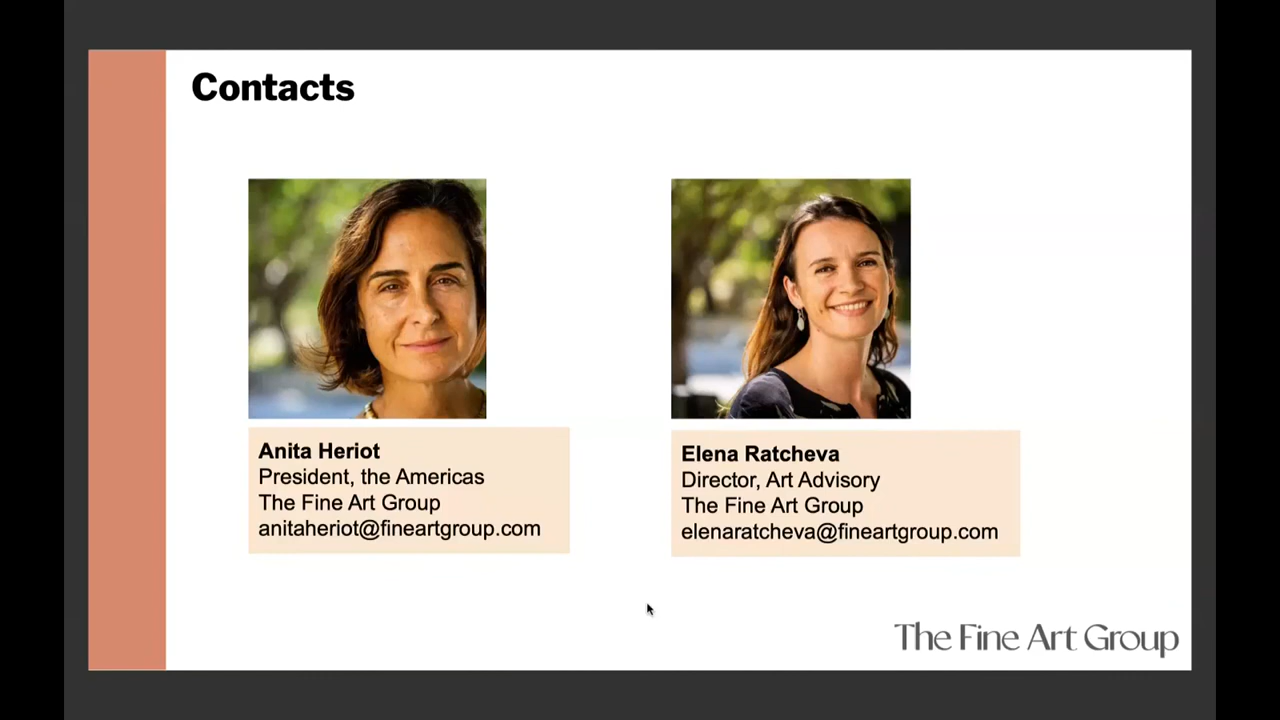 Contacts
Anita Heriot
President, the Americas
The Fine Art Group
anitaheriot@fineartgroup.com
Elena Ratcheva
Director, Art Advisory
The Fine Art Group
elenaratcheva@fineartgroup.com
The Fine Art Group